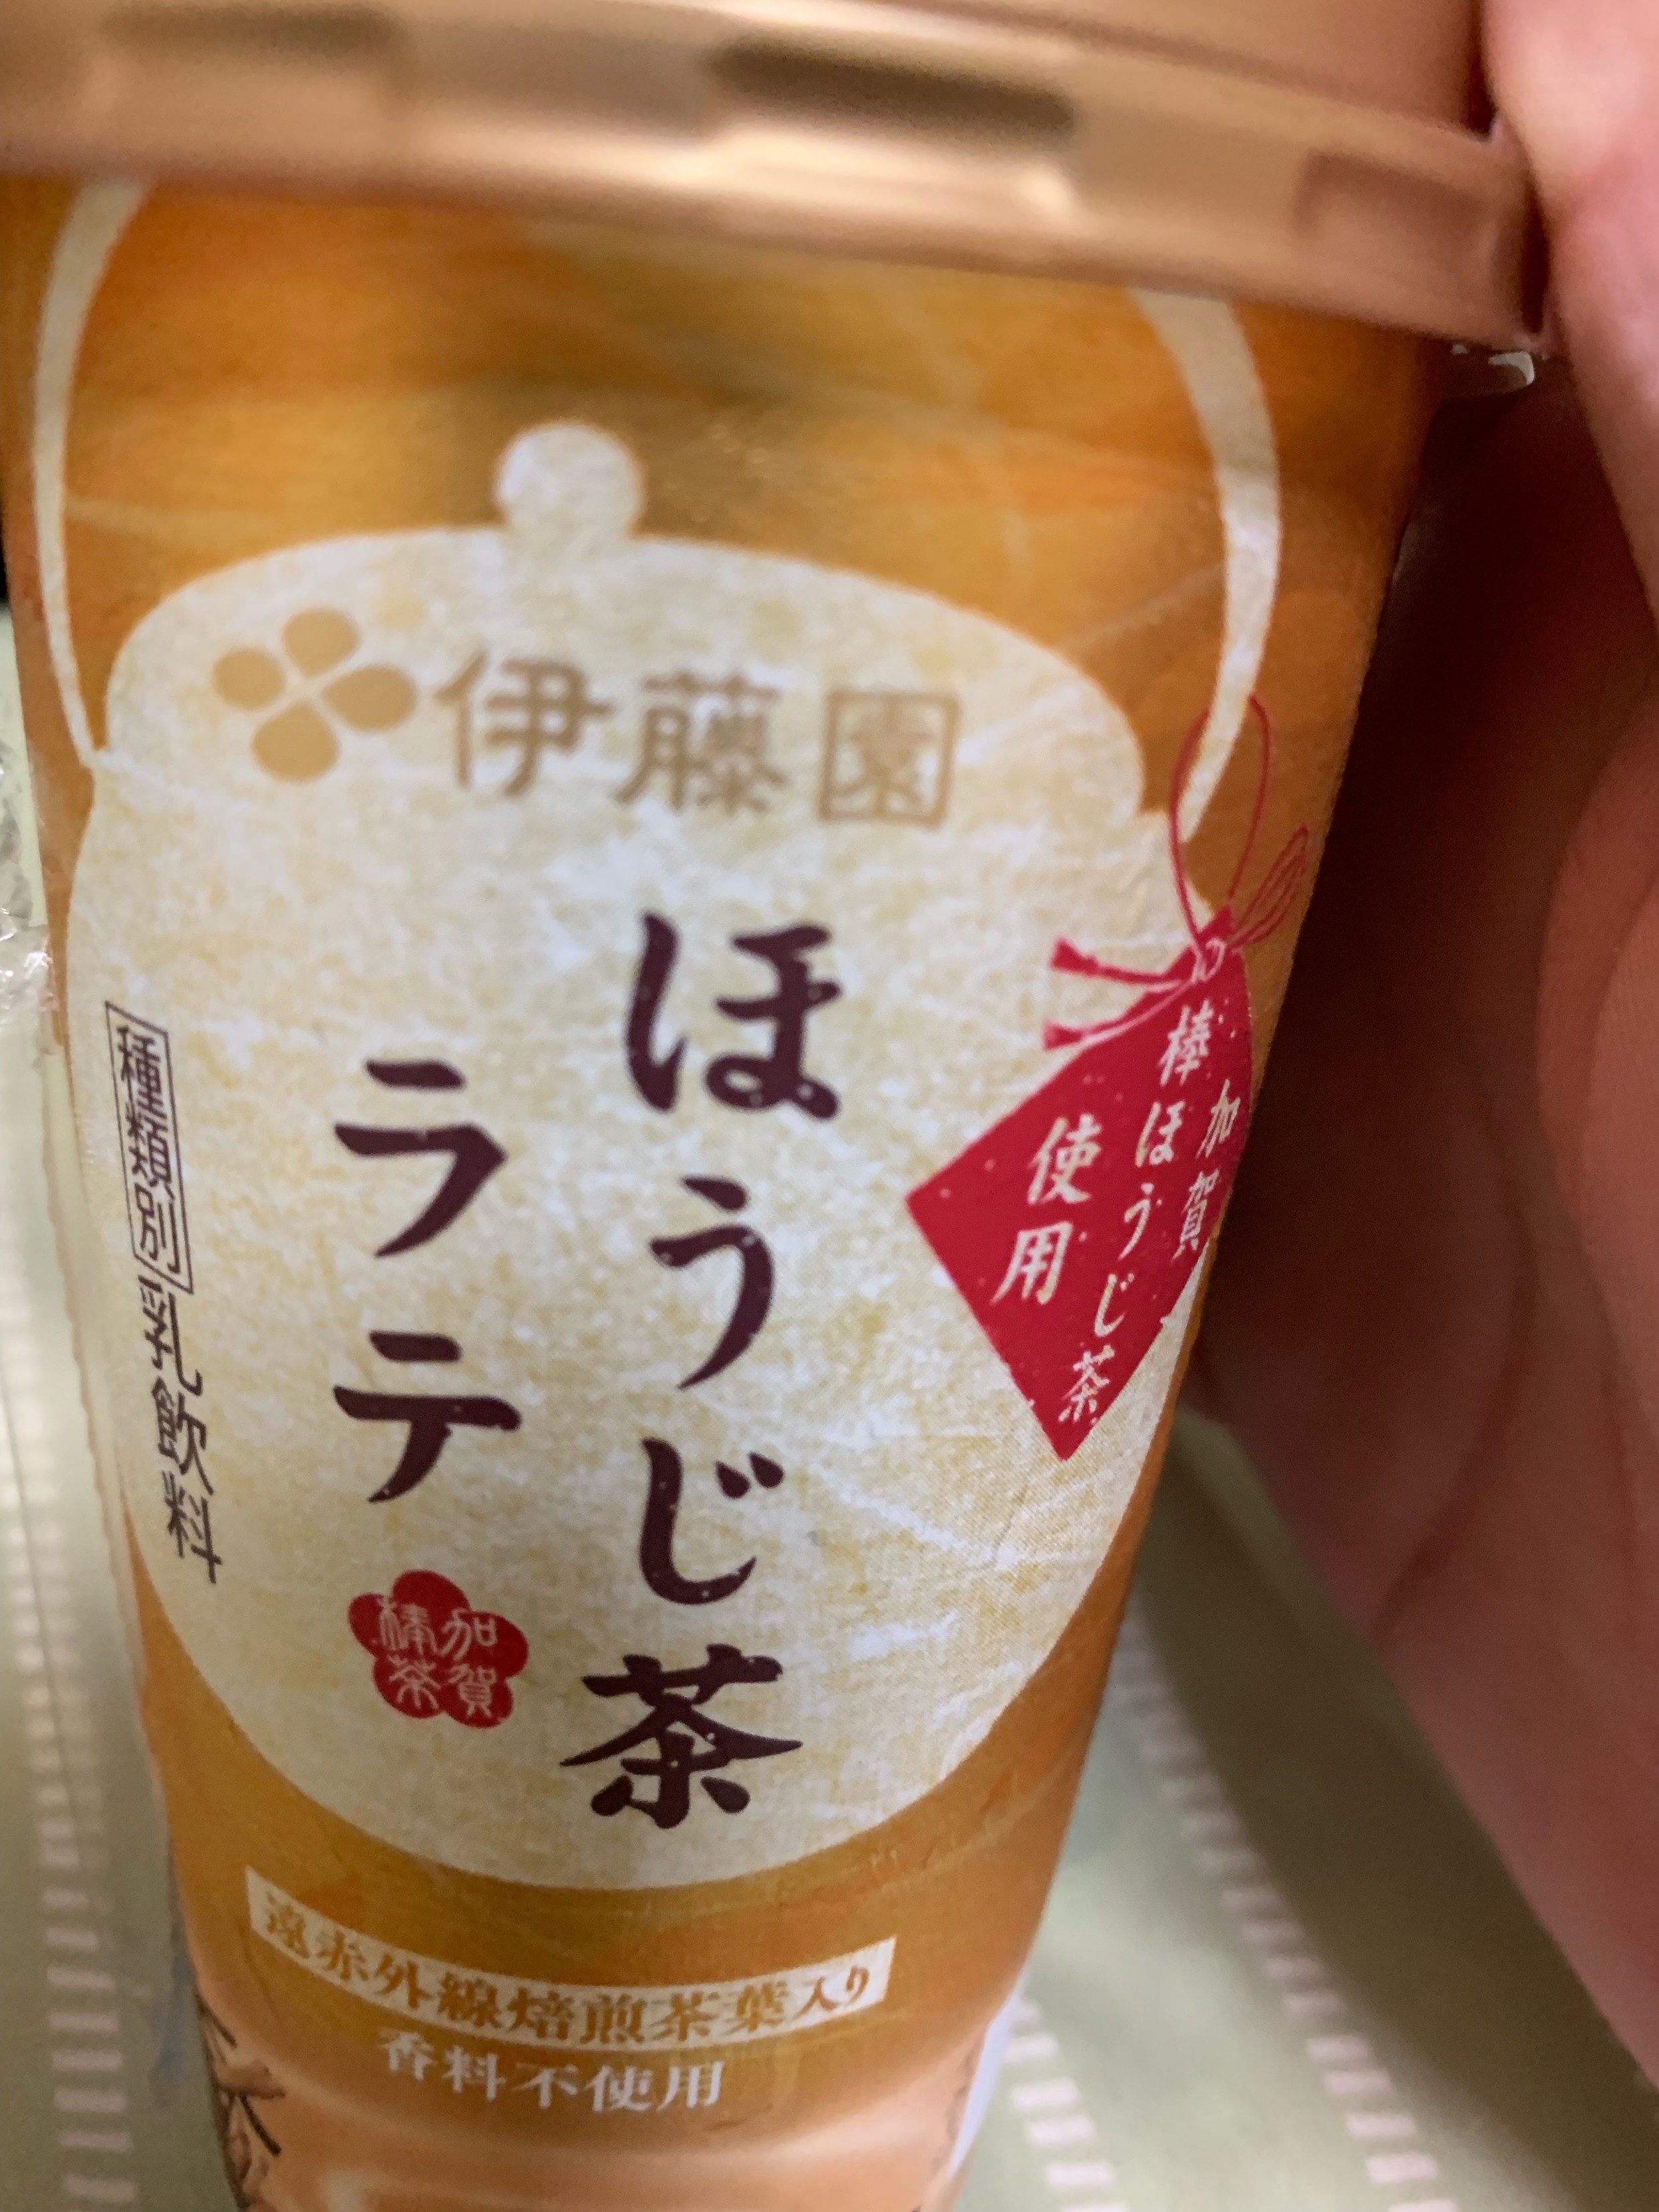 伊藤園
ほうじ茶
ラテ
加賀
棒ほうじ茶
使用
種類別 乳飲料
加賀
棒茶
遠赤外線焙煎茶葉入り
香料不使用